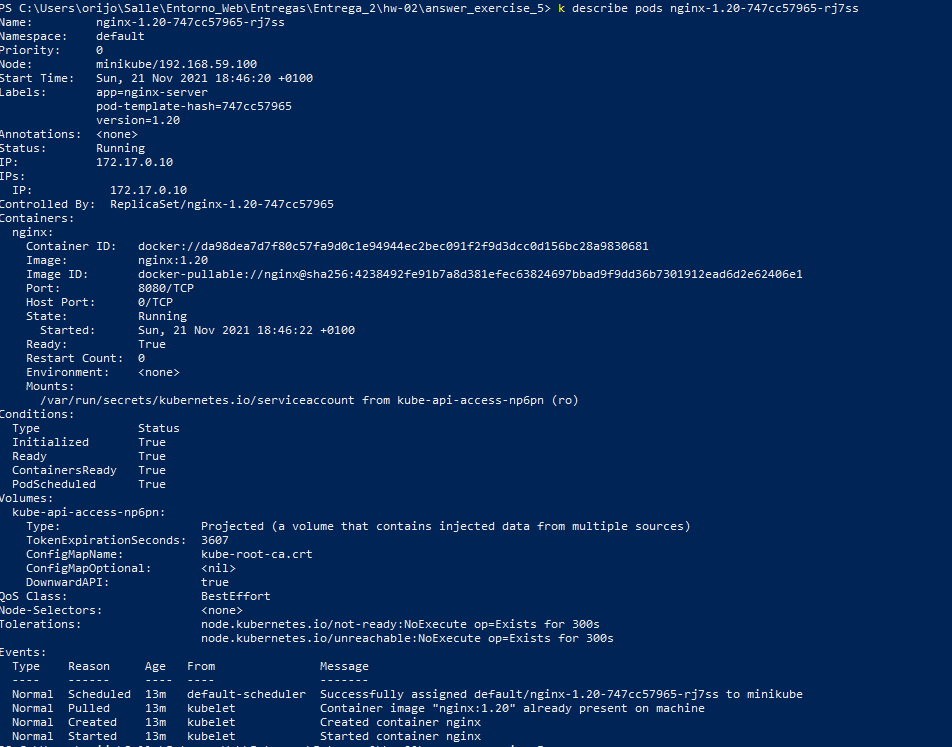 PS C:\Users\orijo\Salle\Entorno_Web\Entregas\Entrega_2\hw-02\answer_exercise_5> k describe pods nginx-1.20-747cc57965-rj7ss
Name:         nginx-1.20-747cc57965-rj7ss
Namespace:    default
Priority:     0
Node:         minikube/192.168.59.100
Start Time:   Sun, 21 Nov 2021 18:46:20 +0100
Labels:       app=nginx-server
              pod-template-hash=747cc57965
              version=1.20
Annotations:  <none>
Status:       Running
IP:           172.17.0.10
IPs:
  IP:           172.17.0.10
Controlled By:  ReplicaSet/nginx-1.20-747cc57965
Containers:
  nginx:
    Container ID:   docker://da98dea7d7f80c57fa9d0c1e94944ec2bec091f2f9d3dcc0d156bc28a9830681
    Image:          nginx:1.20
    Image ID:       docker-pullable://nginx@sha256:4238492fe91b7a8d381efec63824697bbad9f9dd36b7301912ead6d2e62406e1
    Port:           8080/TCP
    Host Port:      0/TCP
    State:          Running
      Started:      Sun, 21 Nov 2021 18:46:22 +0100
    Ready:          True
    Restart Count:  0
    Environment:    <none>
    Mounts:
      /var/run/secrets/kubernetes.io/serviceaccount from kube-api-access-np6pn (ro)
Conditions:
  Type              Status
  Initialized       True
  Ready             True
  ContainersReady   True
  PodScheduled      True
Volumes:
  kube-api-access-np6pn:
    Type:                    Projected (a volume that contains injected data from multiple sources)
    TokenExpirationSeconds:  3607
    ConfigMapName:           kube-root-ca.crt
    ConfigMapOptional:       <nil>
    DownwardAPI:             true
QoS Class:                   BestEffort
Node-Selectors:              <none>
Tolerations:                 node.kubernetes.io/not-ready:NoExecute op=Exists for 300s
                             node.kubernetes.io/unreachable:NoExecute op=Exists for 300s
Events:
  Type    Reason     Age   From               Message
  ----    ------     ----  ----               -------
  Normal  Scheduled  13m   default-scheduler  Successfully assigned default/nginx-1.20-747cc57965-rj7ss to minikube
  Normal  Pulled     13m   kubelet            Container image "nginx:1.20" already present on machine
  Normal  Created    13m   kubelet            Created container nginx
  Normal  Started    13m   kubelet            Started container nginx